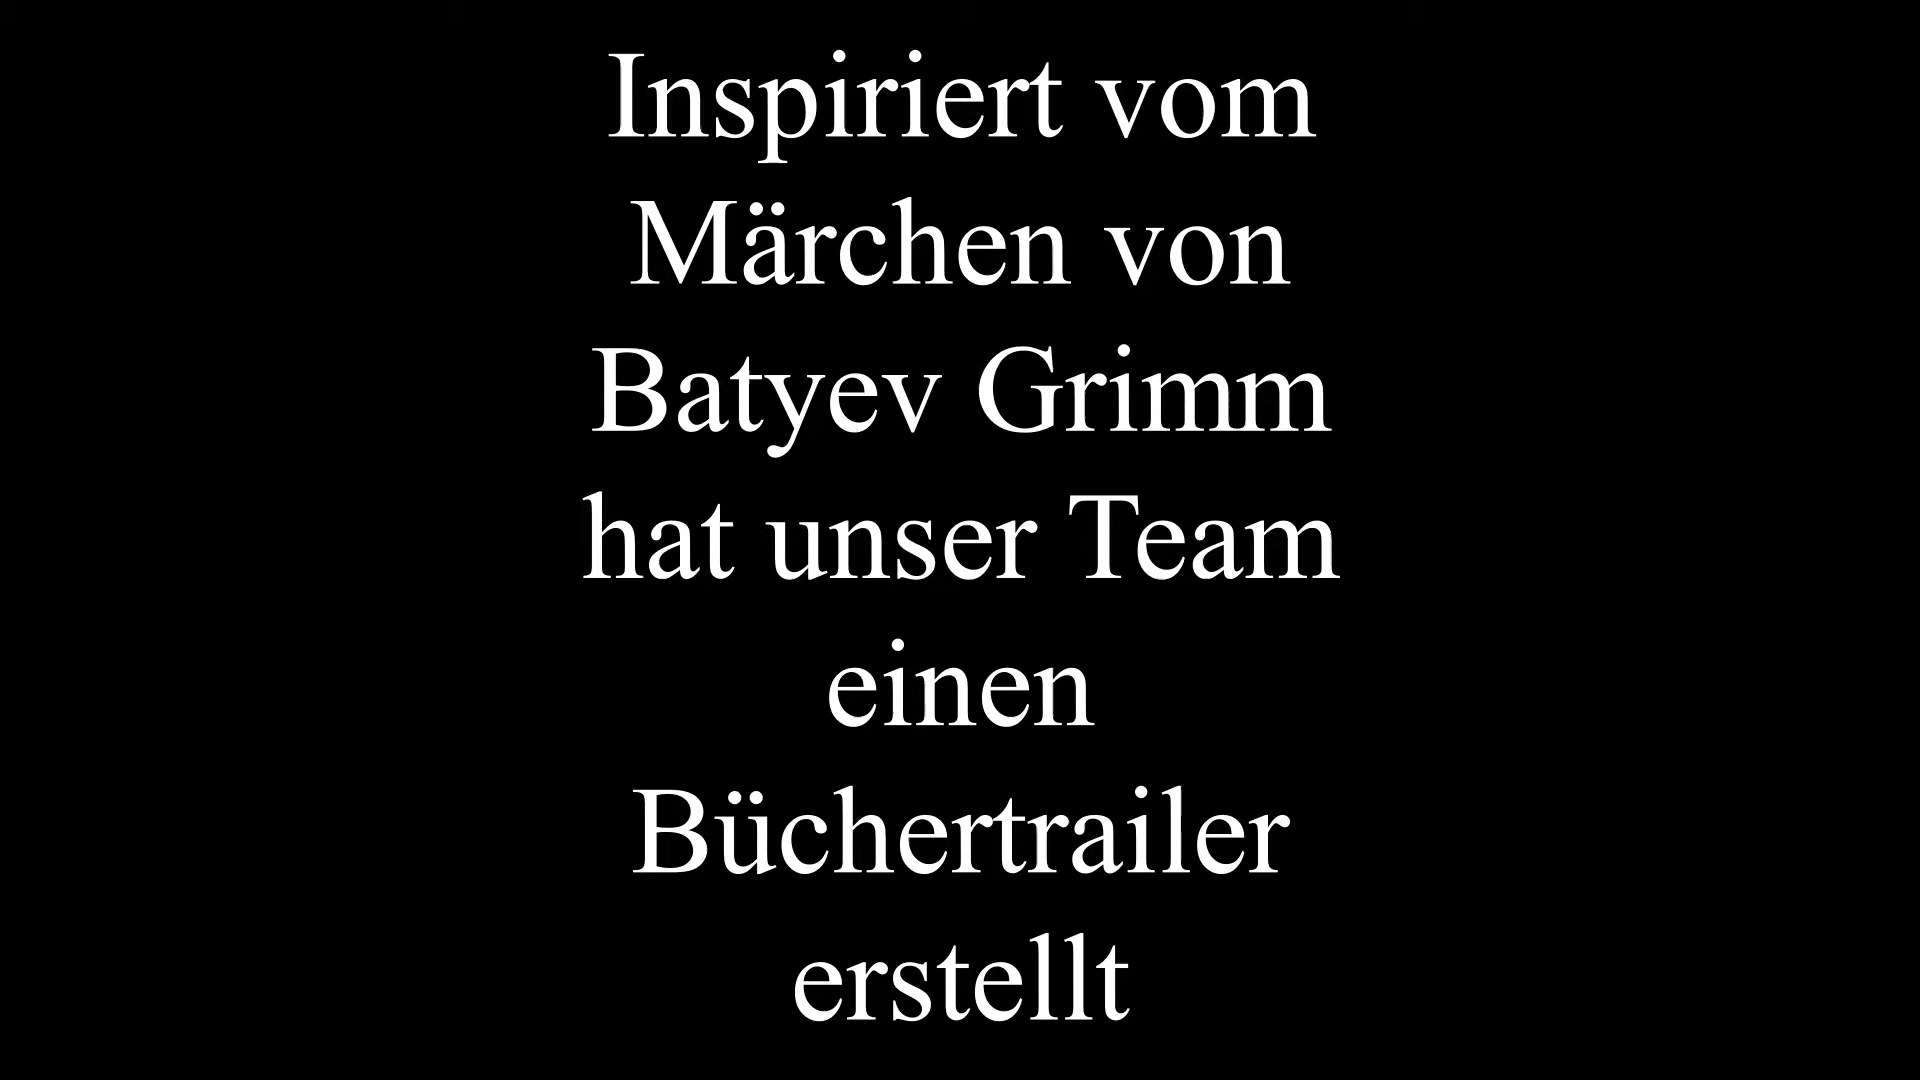 Inspiriert vom
Märchen von
Batyev Grimm
hat unser Team
einen
Büchertrailer
erstellt